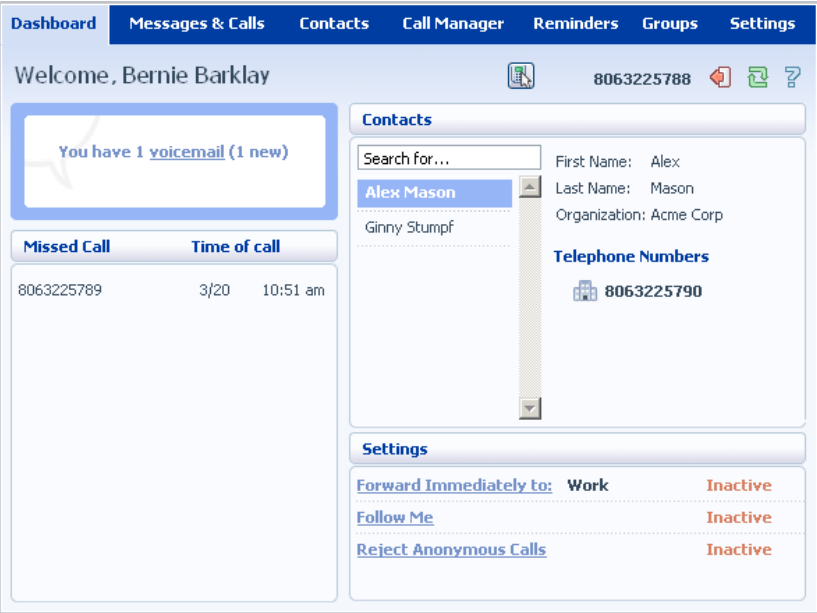 Dashboard Messages & Calls Contacts Call Manager Reminders Groups Settings
Welcome, Bernie Barklay
8063225788
You have 1 voicemail (1 new)
Missed Call Time of call
8063225789 3/20 10:51 am
Contacts
Search for...
Alex Mason
Ginny Stumpf
First Name: Alex
Last Name: Mason
Organization: Acme Corp
Telephone Numbers
8063225790
Settings
Forward Immediately to: Work Inactive
Follow Me Inactive
Reject Anonymous Calls Inactive